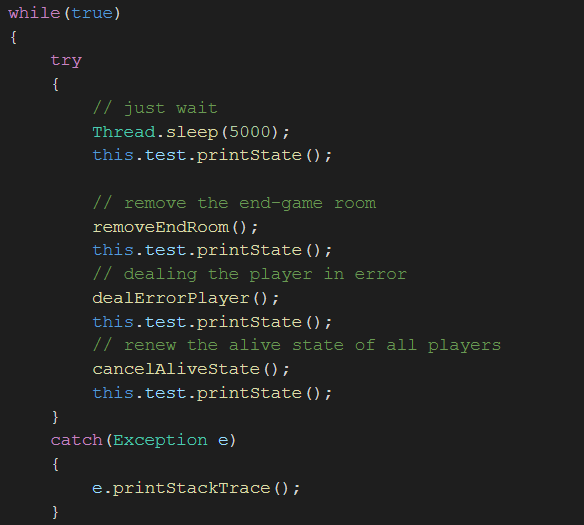 while(true)
{
    try
    {
        // just wait
        Thread.sleep(5000);
        this.test.printState();

        // remove the end-game room
        removeEndRoom();
        this.test.printState();
        // dealing the player in error
        dealErrorPlayer();
        this.test.printState();
        // renew the alive state of all players
        cancelAliveState();
        this.test.printState();
    }
    catch(Exception e)
    {
        e.printStackTrace();
    }